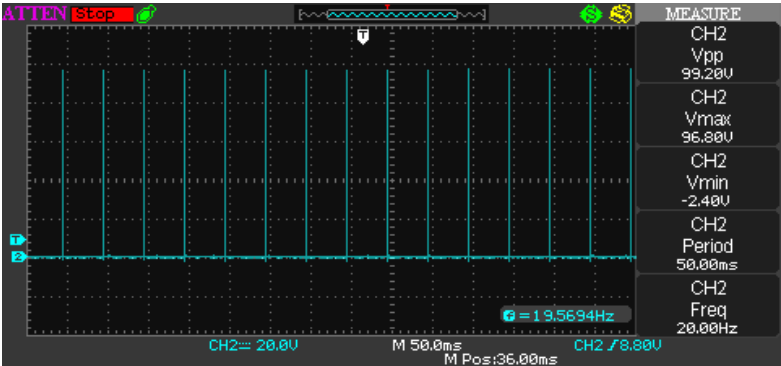 ATTEN Stop S MEASURE
T
CH2
Vpp
99.20V
CH2
Vmax
96.80V
CH2
Vmin
-2.40V
CH2
Period
50.00ms
CH2
Freq
20.00Hz
T
2
f=19.5694Hz
CH2 20.0V M 50.0ms CH2 8.80V
M Pos:36.00ms